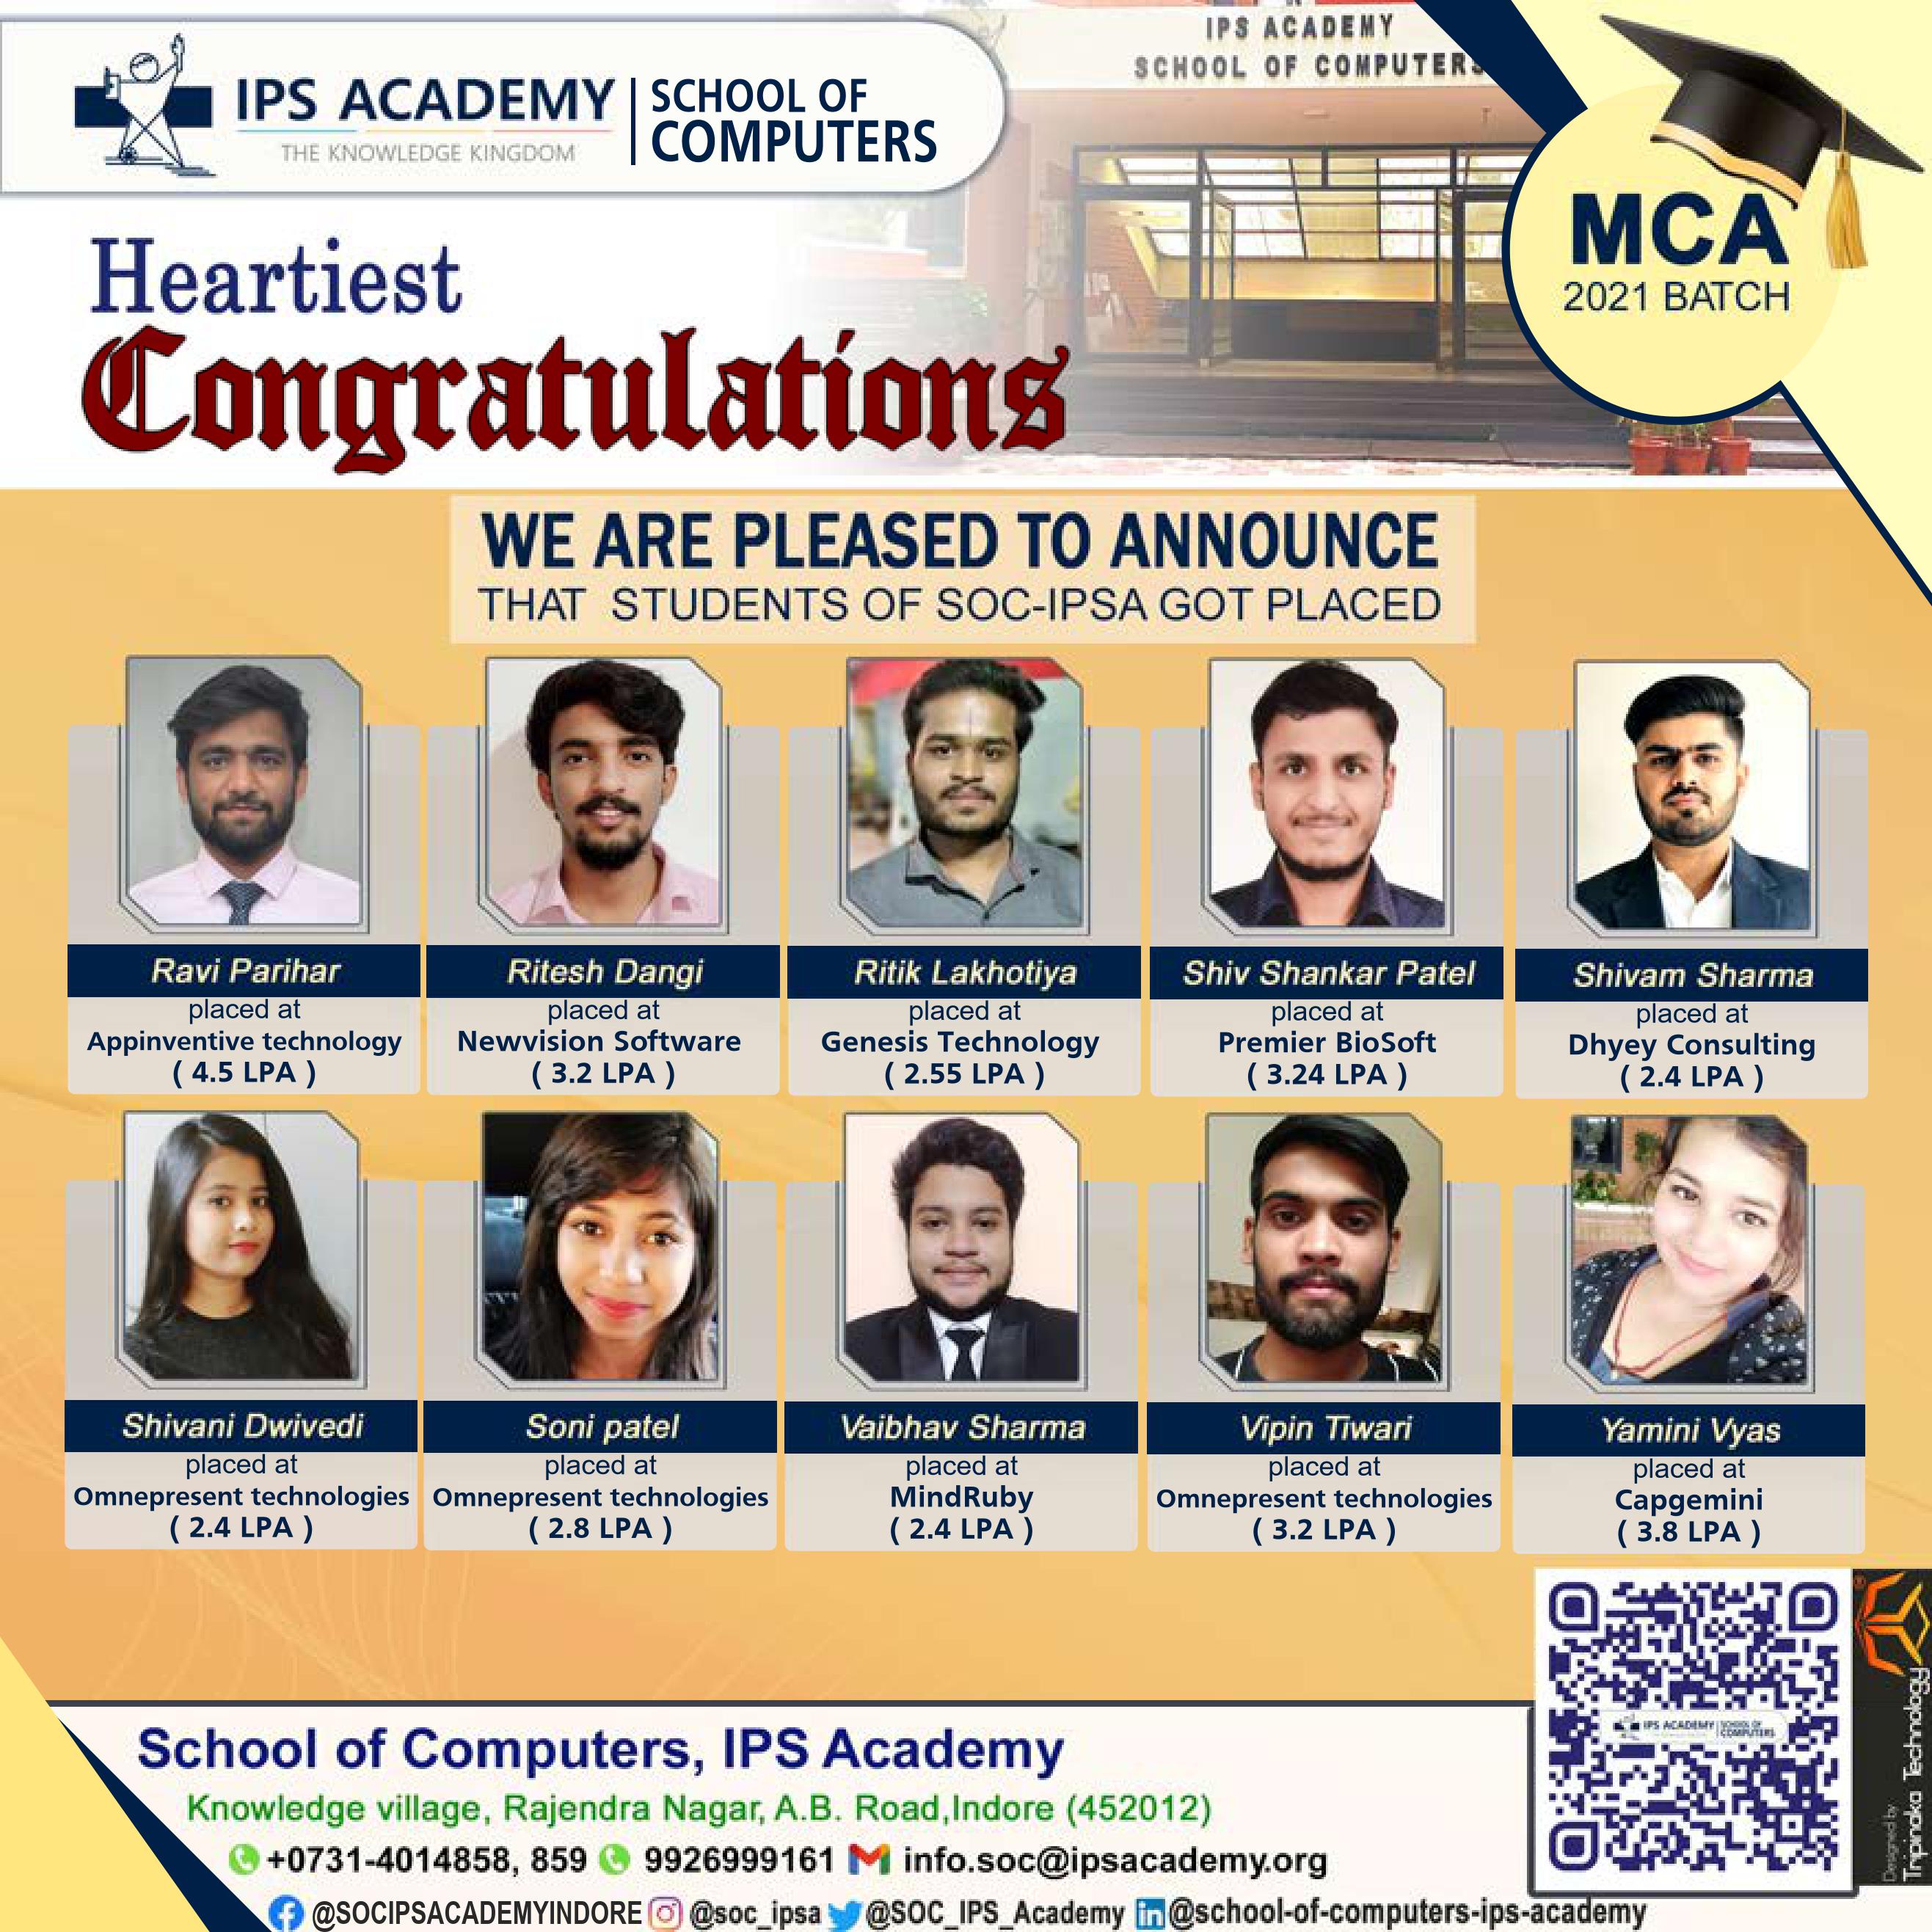 IPS ACADEMY
THE KNOWLEDGE KINGDOM
SCHOOL OF
COMPUTERS
IPS ACADEMY
SCHOOL OF COMPUTERS
MCA
2021 BATCH
Heartiest
Congratulations
WE ARE PLEASED TO ANNOUNCE
THAT STUDENTS OF SOC-IPSA GOT PLACED
Ravi Parihar
placed at
Appinventive technology
( 4.5 LPA )
Ritesh Dangi
placed at
Newvision Software
( 3.2 LPA )
Ritik Lakhotiya
placed at
Genesis Technology
( 2.55 LPA )
Shiv Shankar Patel
placed at
Premier BioSoft
( 3.24 LPA )
Shivam Sharma
placed at
Dhyey Consulting
( 2.4 LPA )
Shivani Dwivedi
placed at
Omnepresent technologies
( 2.4 LPA )
Soni patel
placed at
Omnepresent technologies
( 2.8 LPA )
Vaibhav Sharma
placed at
MindRuby
( 2.4 LPA )
Vipin Tiwari
placed at
Omnepresent technologies
( 3.2 LPA )
Yamini Vyas
placed at
Capgemini
( 3.8 LPA )
IPS ACADEMY SCHOOL OF
COMPUTERS
Designed by
Tripinaka Technology
School of Computers, IPS Academy
Knowledge village, Rajendra Nagar, A.B. Road,Indore (452012)
+0731-4014858, 859 9926999161 info.soc@ipsacademy.org
@SOCIPSACADEMYINDORE @soc_ipsa @SOC_IPS_Academy in @school-of-computers-ips-academy